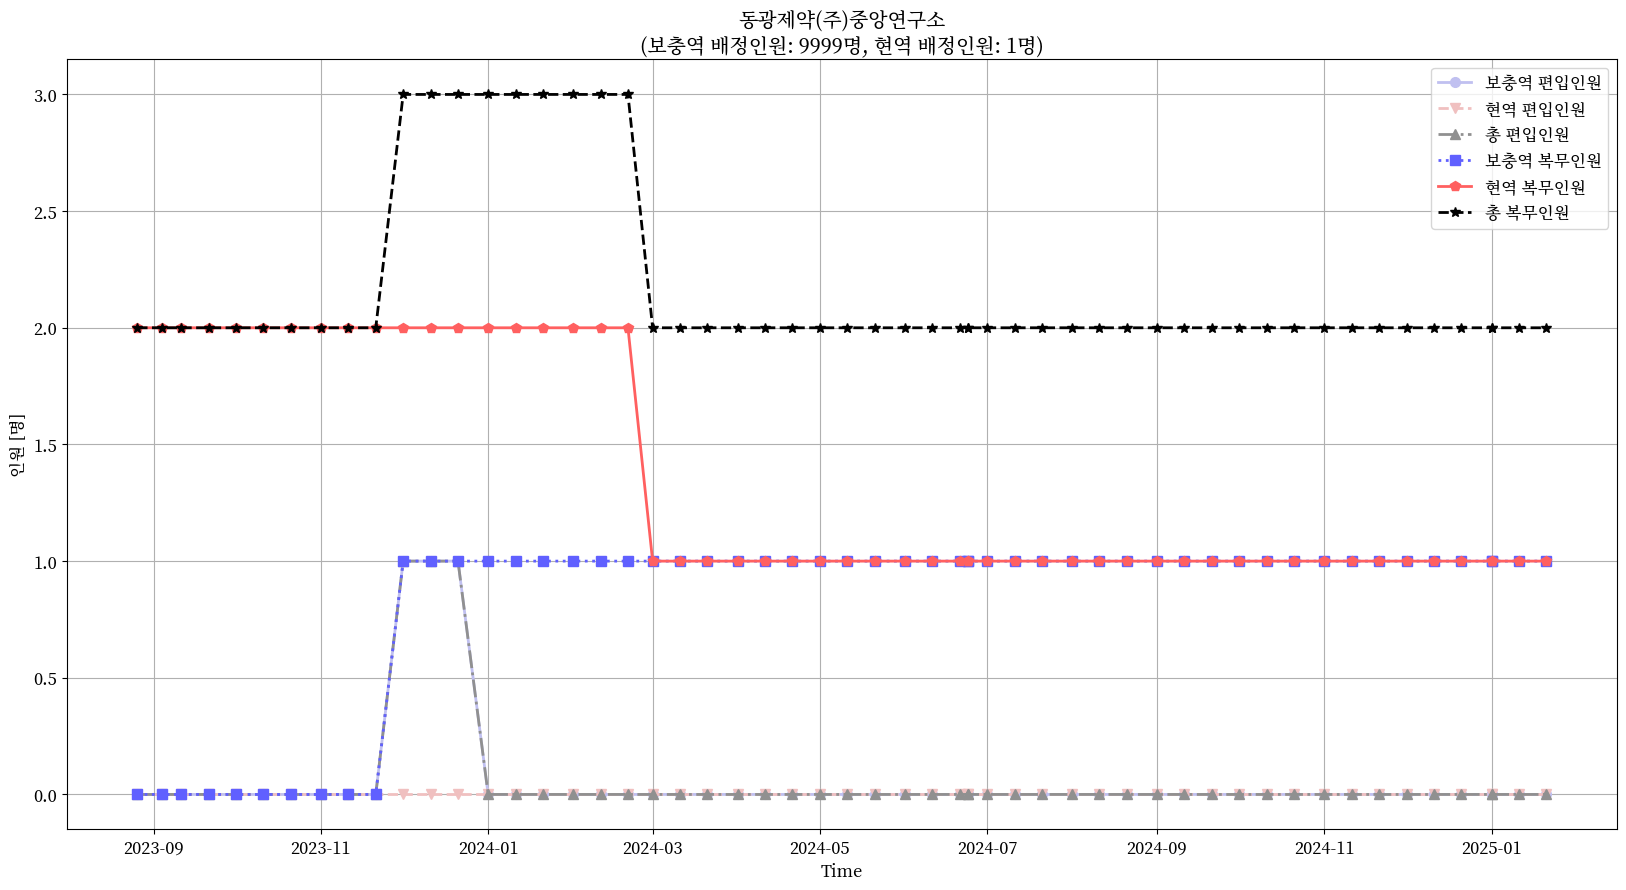 동광제약(주)중앙연구소
(보충역 배정인원: 9999명, 현역 배정인원: 1명)
보충역 편입인원
현역 편입인원
총 편입인원
보충역 복무인원
현역 복무인원
총 복무인원
인원 [명]
3.0
2.5
2.0
1.5
1.0
0.5
0.0
2023-09
2023-11
2024-01
2024-03
2024-05
2024-07
2024-09
2024-11
2025-01
Time